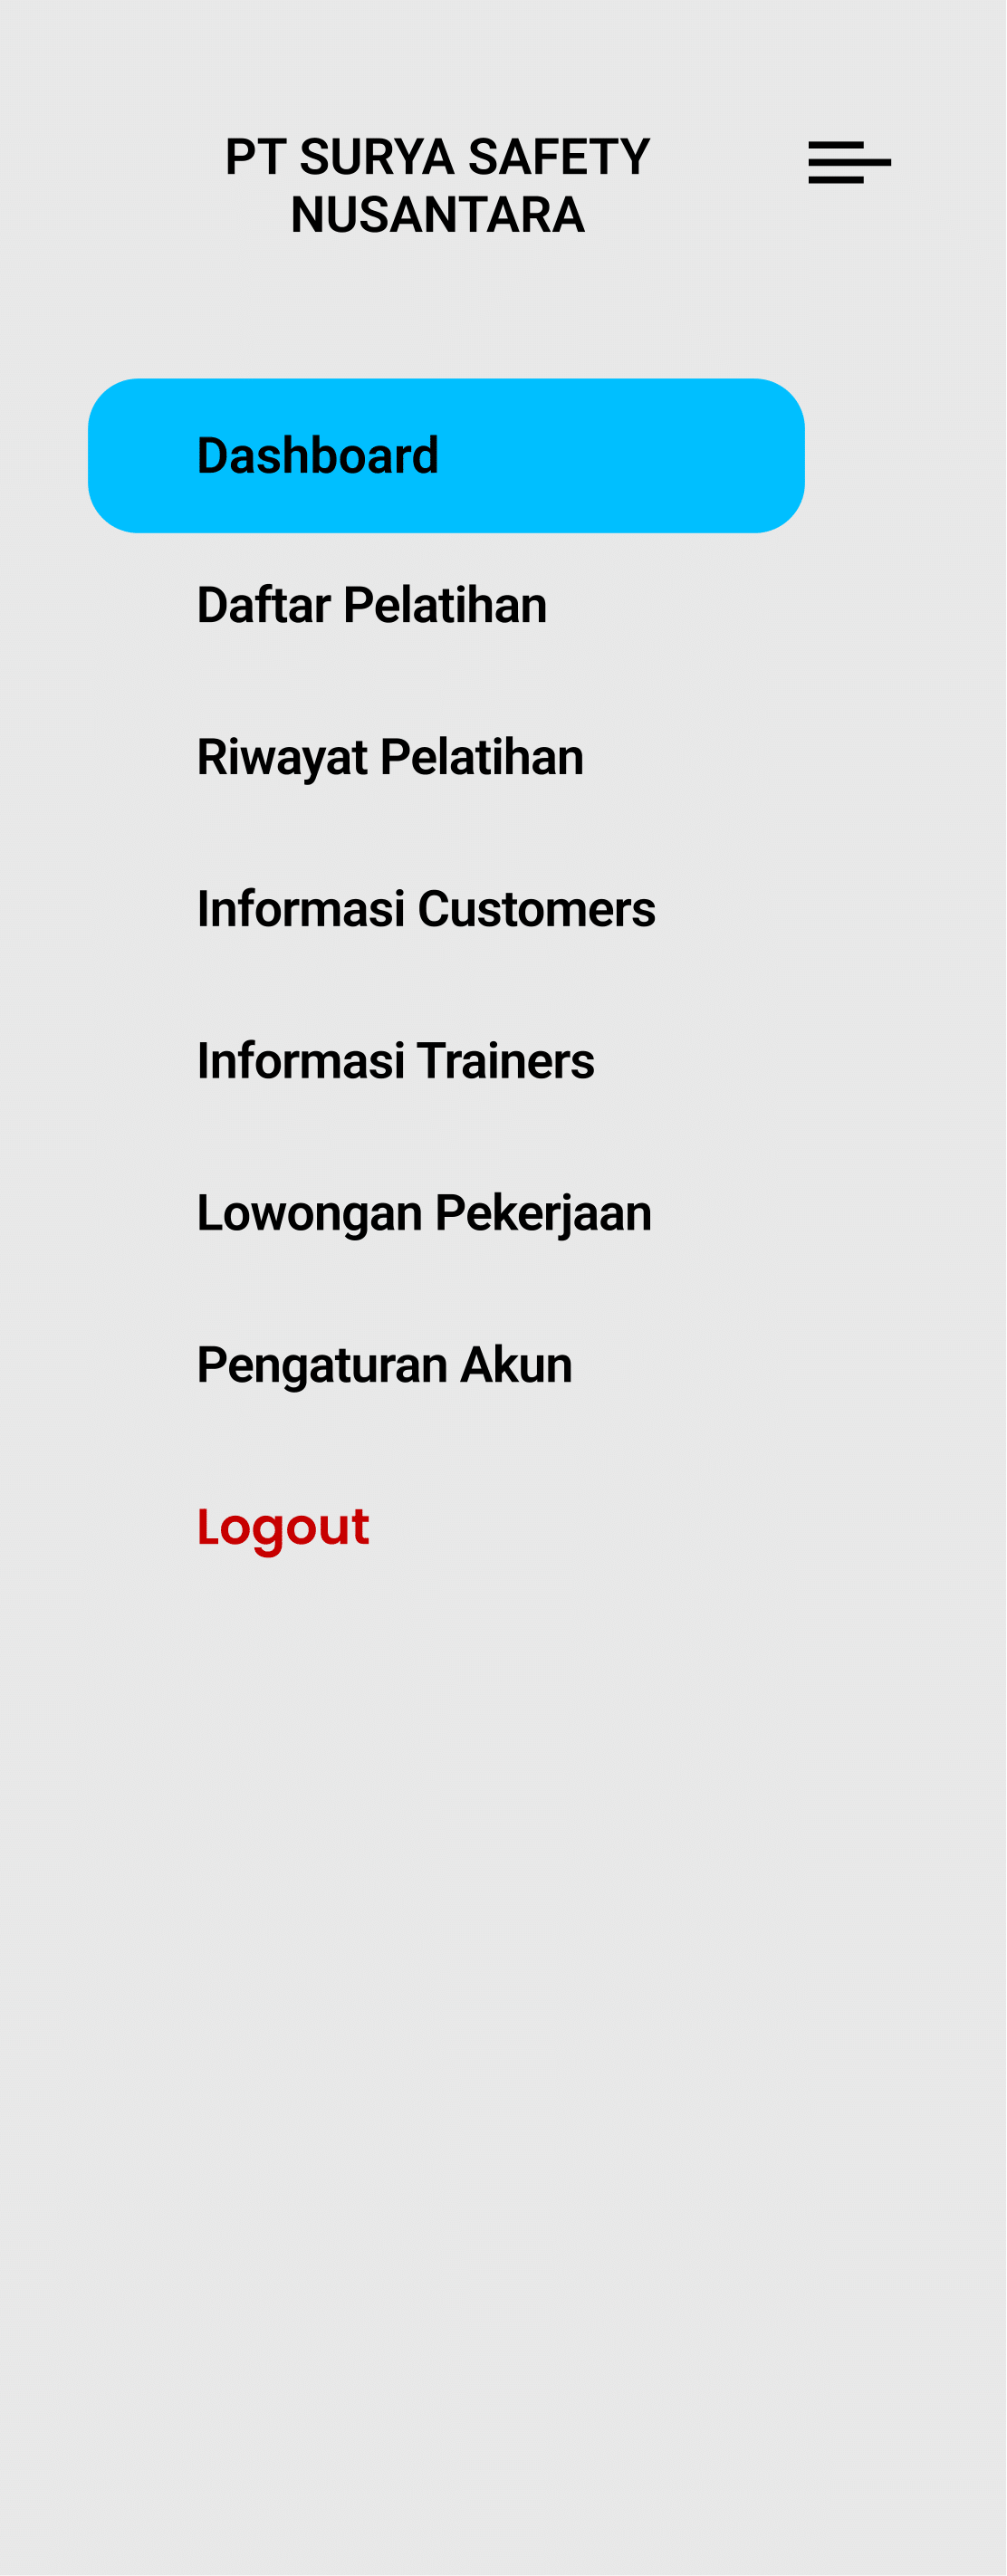 PT SURYA SAFETY
NUSANTARA
Dashboard
Daftar Pelatihan
Riwayat Pelatihan
Informasi Customers
Informasi Trainers
Lowongan Pekerjaan
Pengaturan Akun
Logout